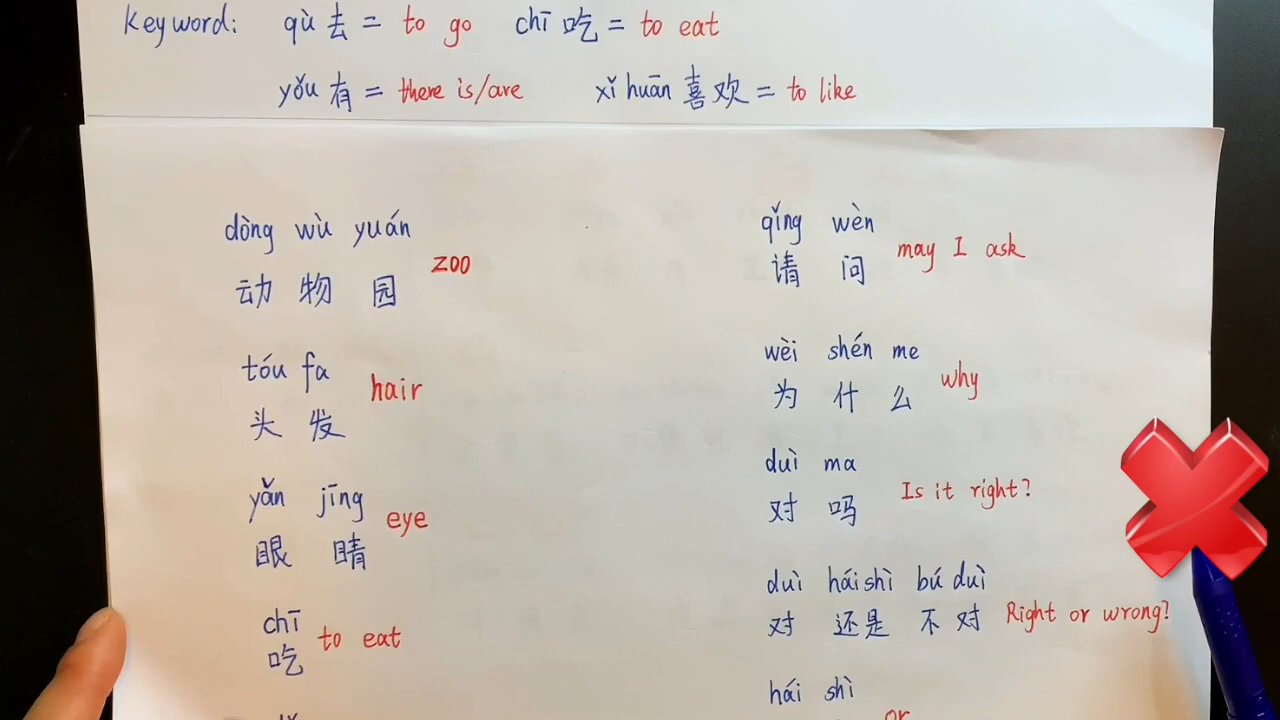 Keyword: qù 去 = to go chī 吃 = to eat
yǒu 有 = there is/are xǐ huān 喜欢 = to like
dòng wù yuán
动物园 zoo
tóu fa
头发 hair
yǎn jīng
眼睛 eye
chī
吃 to eat
qǐng wèn
请问 may I ask
wèi shén me
为什么 why
duì ma
对吗 Is it right?
duì háishì bú duì
对还是不对 Right or wrong?
hái shì
or